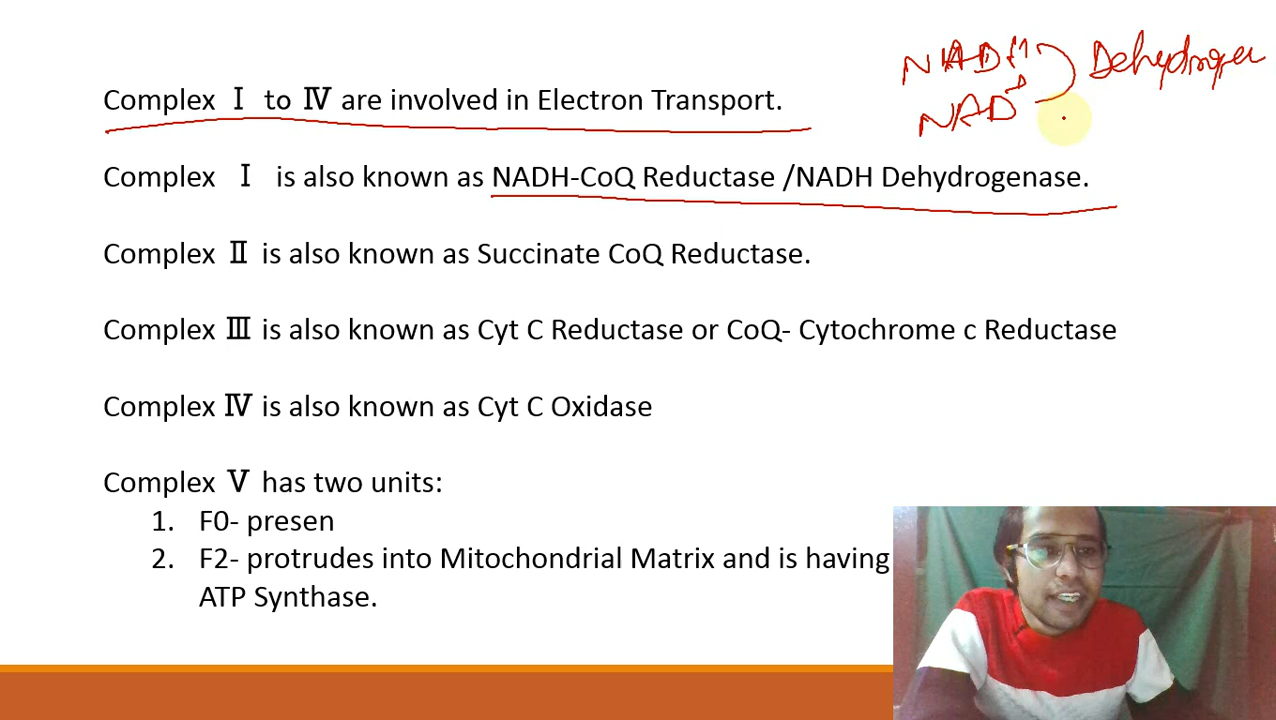 NADH
Dehydrogen
NAD+
Complex Ⅰ to Ⅳ are involved in Electron Transport.
Complex Ⅰ is also known as NADH-CoQ Reductase /NADH Dehydrogenase.
Complex Ⅱ is also known as Succinate CoQ Reductase.
Complex Ⅲ is also known as Cyt C Reductase or CoQ- Cytochrome c Reductase
Complex Ⅳ is also known as Cyt C Oxidase
Complex Ⅴ has two units:
1. F0- presen
2. F2- protrudes into Mitochondrial Matrix and is having
ATP Synthase.